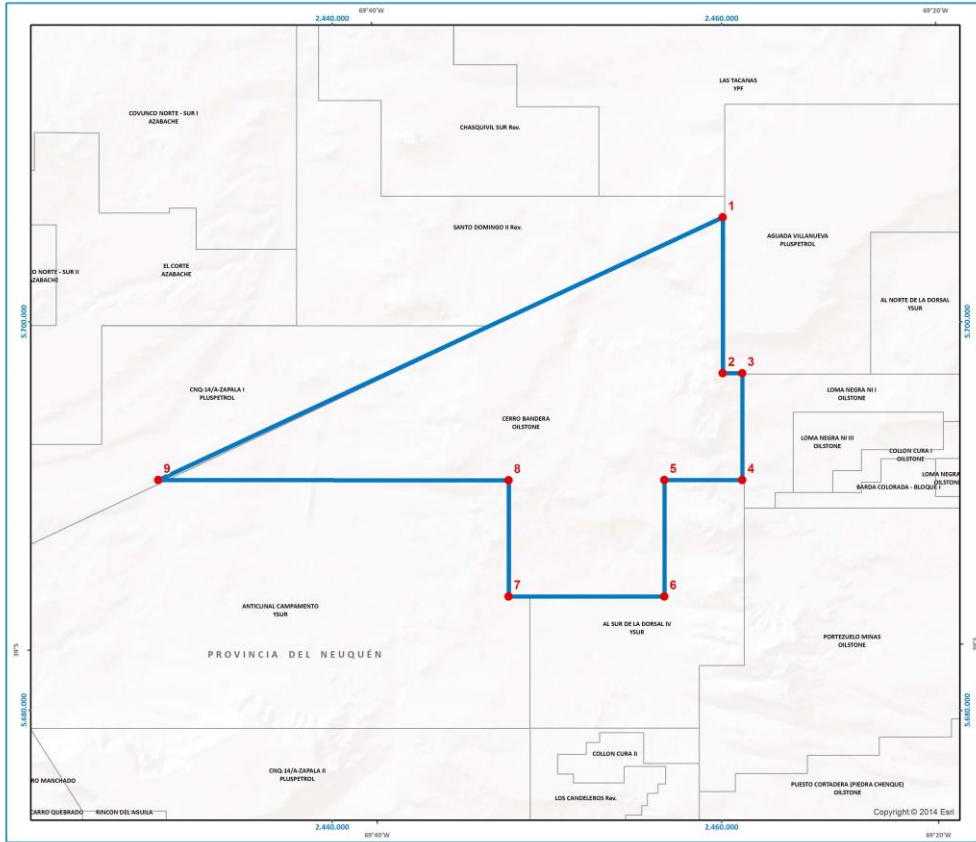 2.440.000
2.460.000
69°40'W
69°20'W
LAS TACANAS
YPF
COVUNCO NORTE - SUR I
AZABACHE
CHASQUIVIL SUR Rev.
1
SANTO DOMINGO II Rev.
AGUADA VILLANUEVA
PLUSPETROL
EL CORTE
AZABACHE
O NORTE - SUR II
AZABACHE
AL NORTE DE LA DORSAL
YSUR
5.700.000
5.700.000
2
3
CNQ-14/A-ZAPALA I
PLUSPETROL
LOMA NEGRA NI I
OILSTONE
CERRO BANDERA
OILSTONE
LOMA NEGRA NI III
OILSTONE
COLLON CURA I
OILSTONE
9
8
5
4
LOMA NEGRA
OILSTONE
BARDA COLORADA - BLOQUE I
7
6
ANTICLINAL CAMPAMENTO
YSUR
AL SUR DE LA DORSAL IV
YSUR
PORTEZUELO MINAS
OILSTONE
39°S
39°S
PROVINCIA DEL NEUQUÉN
5.680.000
5.680.000
COLLON CURA II
CNQ-14/A-ZAPALA II
PLUSPETROL
RO MANCHADO
PUESTO CORTADERA (PIEDRA CHENQUE)
OILSTONE
LOS CANDELEROS Rev.
CARRO QUEBRADO
RINCON DEL AGUILA
Copyright:© 2014 Esri
2.440.000
2.460.000
69°40'W
69°20'W